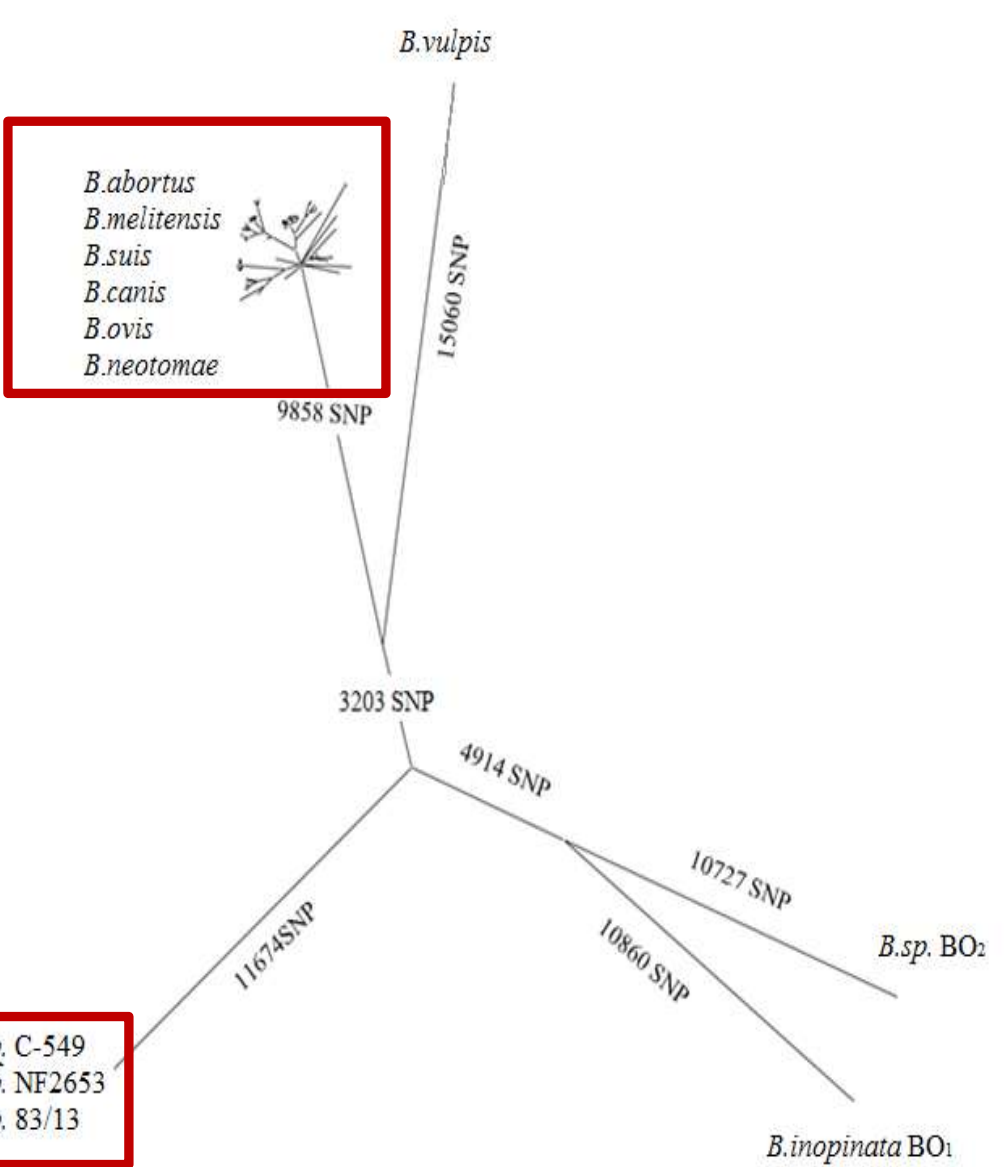 B.vulpis
B.abortus
B.melitensis
B.suis
B.canis
B.ovis
B.neotomae
15060 SNP
9858 SNP
3203 SNP
4914 SNP
10727 SNP
10860 SNP
11674SNP
B.sp. BO2
C-549
NF2653
83/13
B.inopinata BO1